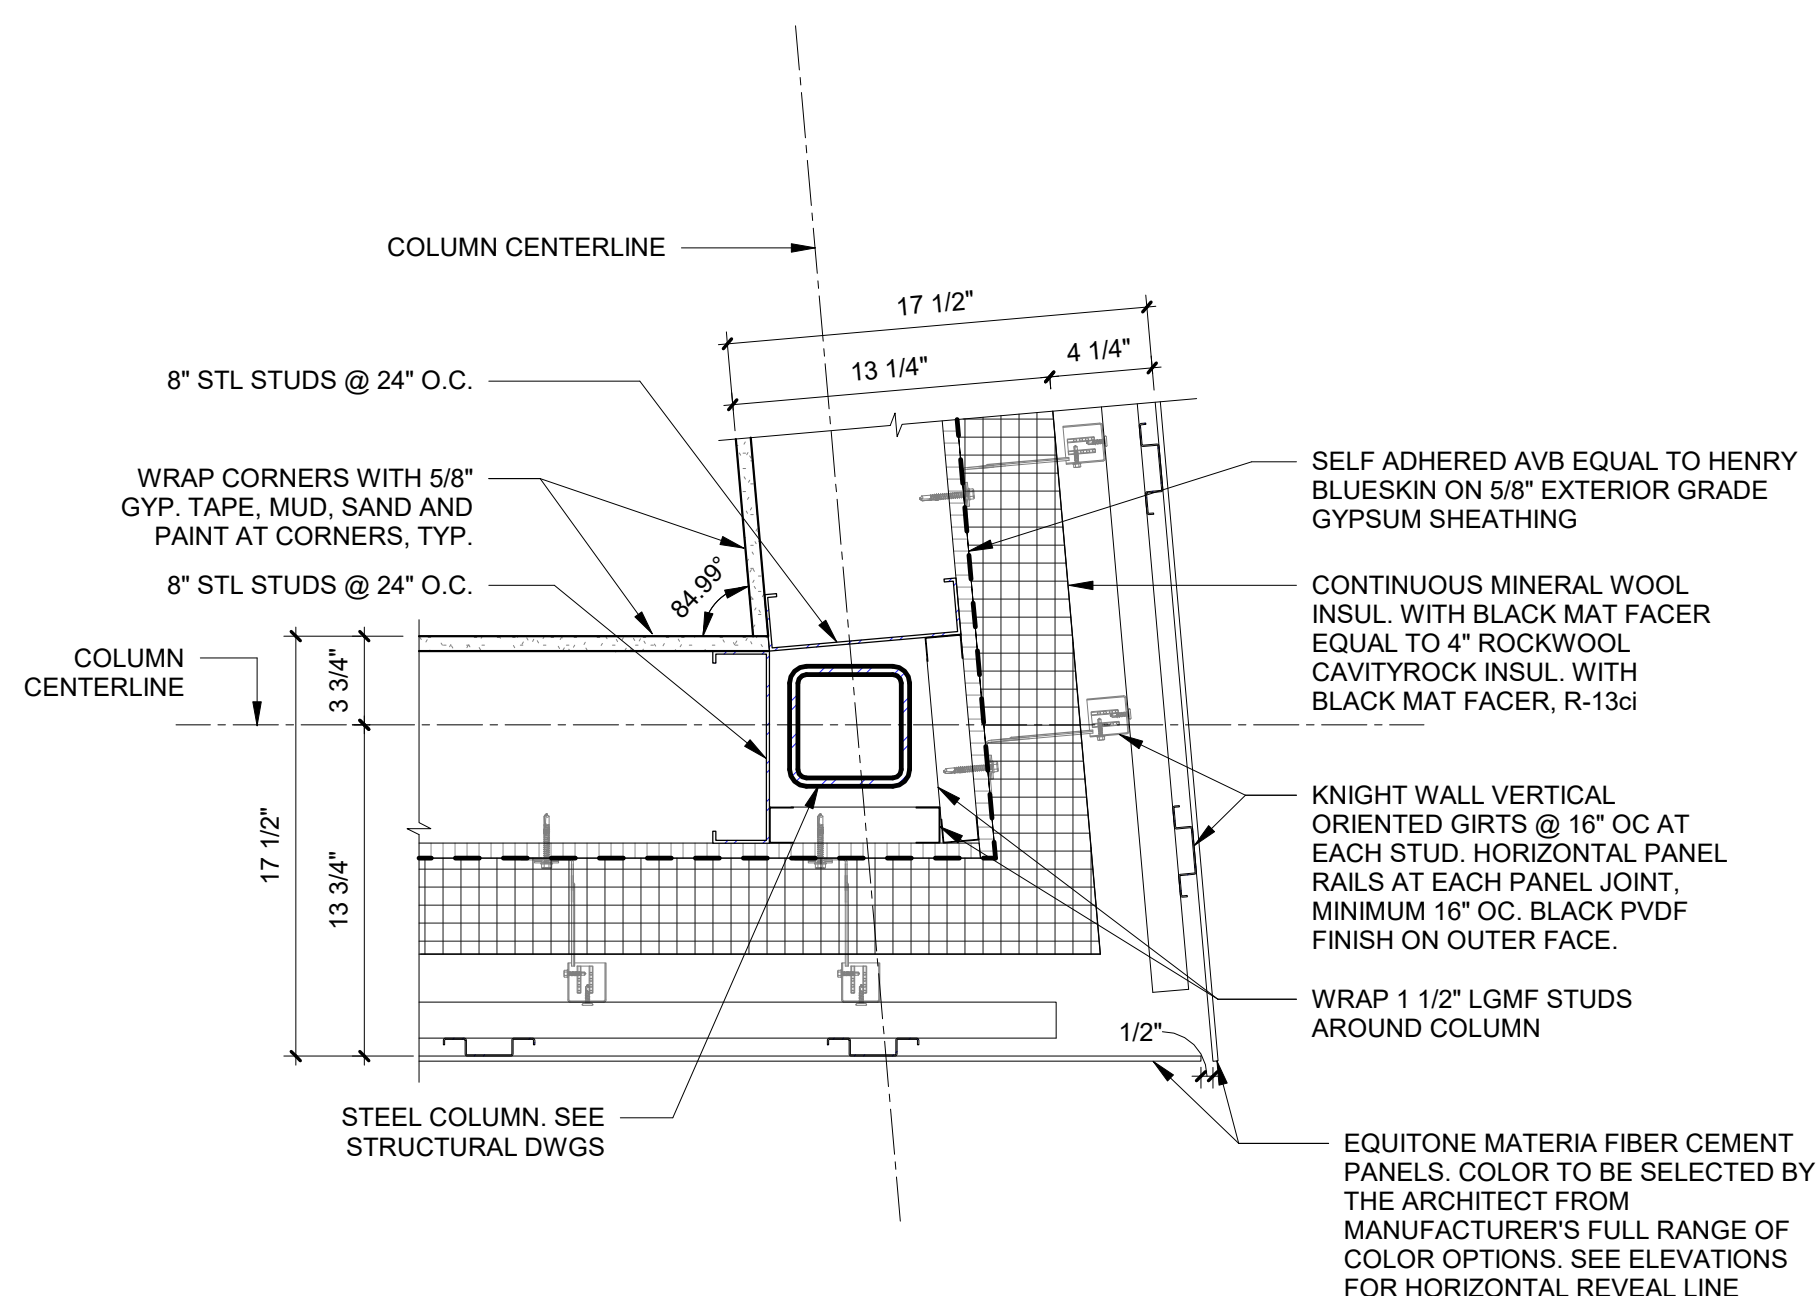 COLUMN CENTERLINE
17 1/2"
13 1/4"
4 1/4"
8" STL STUDS @ 24" O.C.
WRAP CORNERS WITH 5/8"
GYP. TAPE, MUD, SAND AND
PAINT AT CORNERS, TYP.
8" STL STUDS @ 24" O.C.
84.99°
COLUMN
CENTERLINE
3 3/4"
17 1/2"
13 3/4"
SELF ADHERED AVB EQUAL TO HENRY
BLUESKIN ON 5/8" EXTERIOR GRADE
GYPSUM SHEATHING
CONTINUOUS MINERAL WOOL
INSUL. WITH BLACK MAT FACER
EQUAL TO 4" ROCKWOOL
CAVITYROCK INSUL. WITH
BLACK MAT FACER, R-13ci
KNIGHT WALL VERTICAL
ORIENTED GIRTS @ 16" OC AT
EACH STUD. HORIZONTAL PANEL
RAILS AT EACH PANEL JOINT,
MINIMUM 16" OC. BLACK PVDF
FINISH ON OUTER FACE.
WRAP 1 1/2" LGMF STUDS
AROUND COLUMN
1/2"
STEEL COLUMN. SEE
STRUCTURAL DWGS
EQUITONE MATERIA FIBER CEMENT
PANELS. COLOR TO BE SELECTED BY
THE ARCHITECT FROM
MANUFACTURER'S FULL RANGE OF
COLOR OPTIONS. SEE ELEVATIONS
FOR HORIZONTAL REVEAL LINE